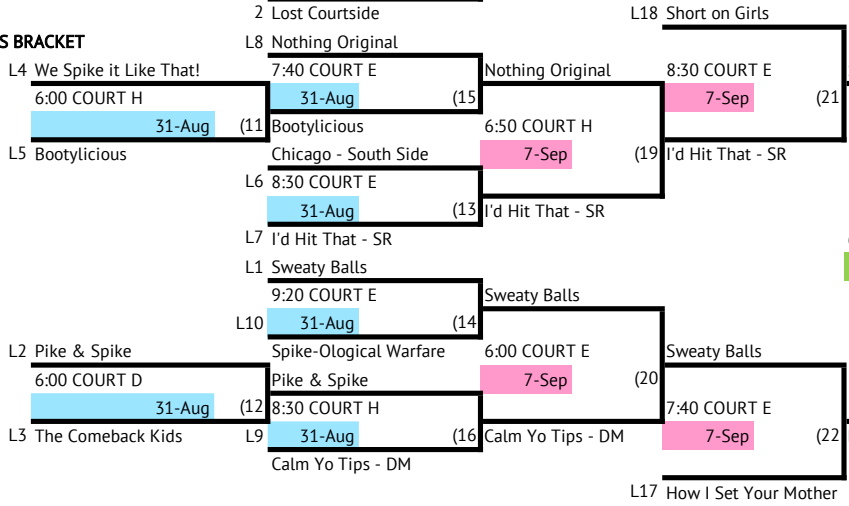 2 Lost Courtside
L18 Short on Girls
S BRACKET
L8 Nothing Original
L4 We Spike it Like That!
7:40 COURT E
Nothing Original
8:30 COURT E
6:00 COURT H
31-Aug (15
7-Sep (21
31-Aug (11
Bootylicious
6:50 COURT H
L5 Bootylicious
Chicago - South Side
7-Sep (19
I'd Hit That - SR
L6 8:30 COURT E
31-Aug (13
I'd Hit That - SR
L7 I'd Hit That - SR
L1 Sweaty Balls
9:20 COURT E
Sweaty Balls
L10 31-Aug (14
L2 Pike & Spike
Spike-Ological Warfare
6:00 COURT E
Sweaty Balls
6:00 COURT D
Pike & Spike
7-Sep (20
31-Aug (12
8:30 COURT H
7:40 COURT E
L3 The Comeback Kids
L9 31-Aug (16
Calm Yo Tips - DM
7-Sep (22
Calm Yo Tips - DM
L17 How I Set Your Mother